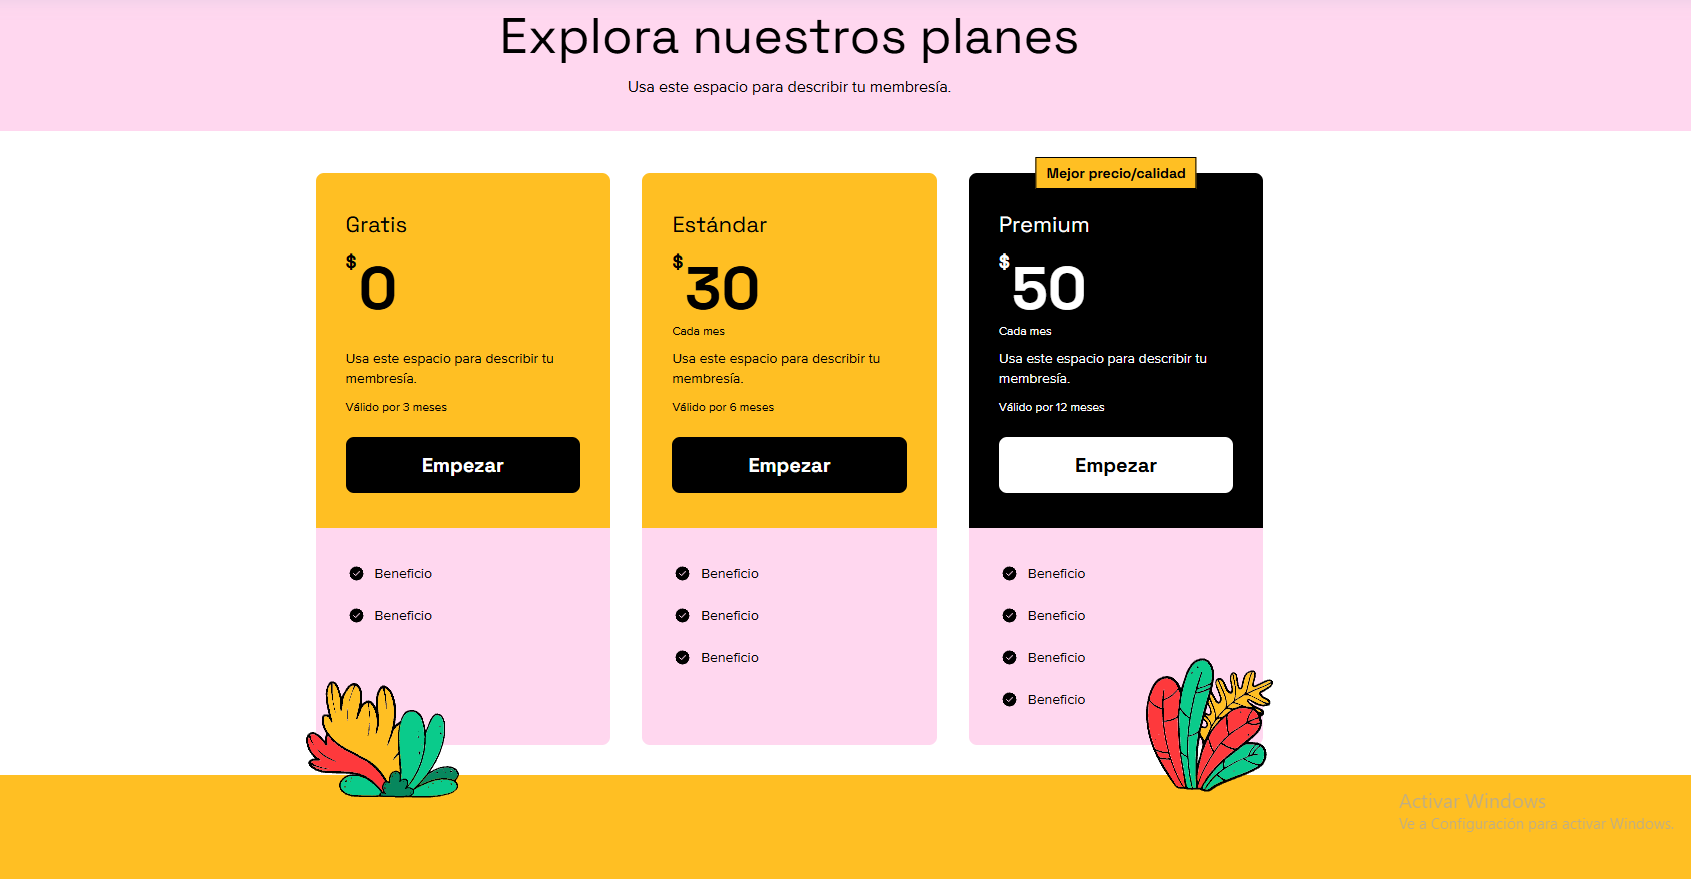 Explora nuestros planes
Usa este espacio para describir tu membresía.
Gratis
$0
Usa este espacio para describir tu
membresía.
Válido por 3 meses
Empezar
Beneficio
Beneficio
Estándar
$30
Cada mes
Usa este espacio para describir tu
membresía.
Válido por 6 meses
Empezar
Beneficio
Beneficio
Beneficio
Mejor precio/calidad
Premium
$50
Cada mes
Usa este espacio para describir tu
membresía.
Válido por 12 meses
Empezar
Beneficio
Beneficio
Beneficio
Beneficio
Activar Windows
Ve a Configuración para activar Windows.